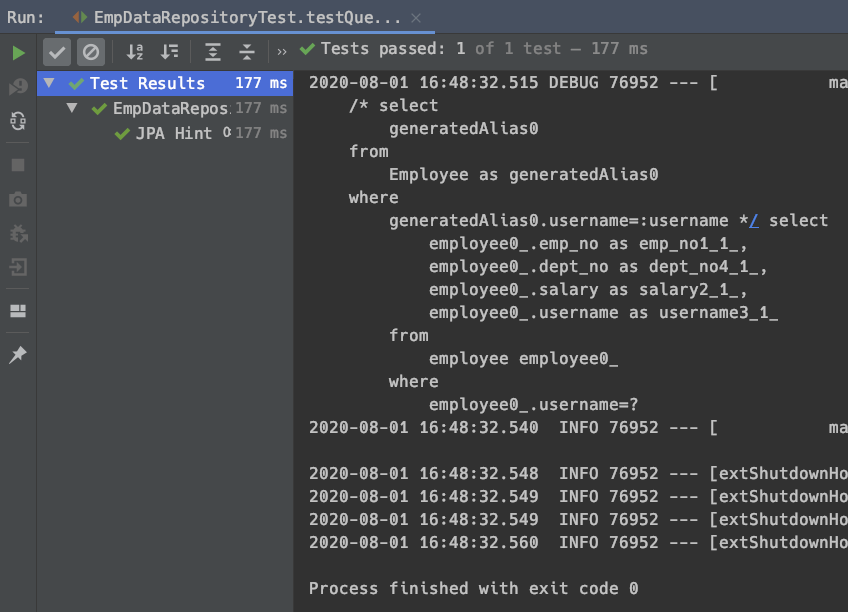 Run: EmpDataRepositoryTest.testQue...
Tests passed: 1 of 1 test – 177 ms
Test Results 177 ms
EmpDataRepos. 177 ms
JPA Hint 177 ms
2020-08-01 16:48:32.515 DEBUG 76952 --- [ ma
/* select
generatedAlias0
from
Employee as generatedAlias0
where
generatedAlias0.username=:username */ select
employee0_.emp_no as emp_no1_1_,
employee0_.dept_no as dept_no4_1_,
employee0_.salary as salary2_1_,
employee0_.username as username3_1_
from
employee employee0_
where
employee0_.username=?
2020-08-01 16:48:32.540 INFO 76952 --- [ ma
2020-08-01 16:48:32.548 INFO 76952 --- [extShutdownHo
2020-08-01 16:48:32.549 INFO 76952 --- [extShutdownHo
2020-08-01 16:48:32.549 INFO 76952 --- [extShutdownHo
2020-08-01 16:48:32.560 INFO 76952 --- [extShutdownHo
Process finished with exit code 0